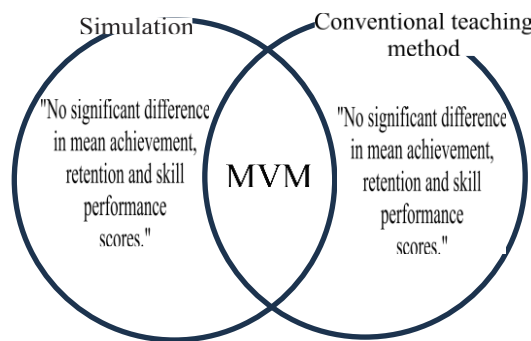 Simulation
Conventional teaching
method
"No significant difference
in mean achievement,
retention and skill
performance
scores."
MVM
"No significant difference
in mean achievement,
retention and skill
performance
scores."